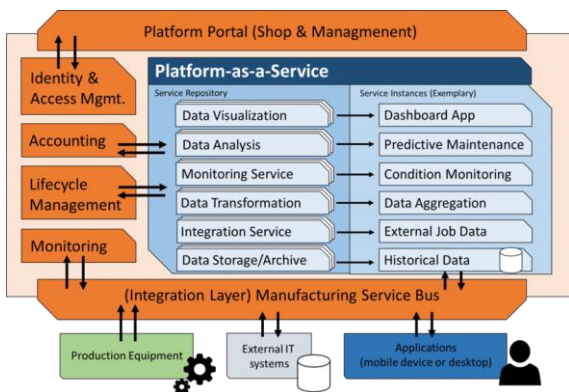 Platform Portal (Shop & Managmenent)
Identity &
Access Mgmt.
Accounting
Lifecycle
Management
Monitoring
Platform-as-a-Service
Service Repository
Service Instances (Exemplary)
Data Visualization
Dashboard App
Data Analysis
Predictive Maintenance
Monitoring Service
Condition Monitoring
Data Transformation
Data Aggregation
Integration Service
External Job Data
Data Storage/Archive
Historical Data
(Integration Layer) Manufacturing Service Bus
Production Equipment
External IT
systems
Applications
(mobile device or desktop)